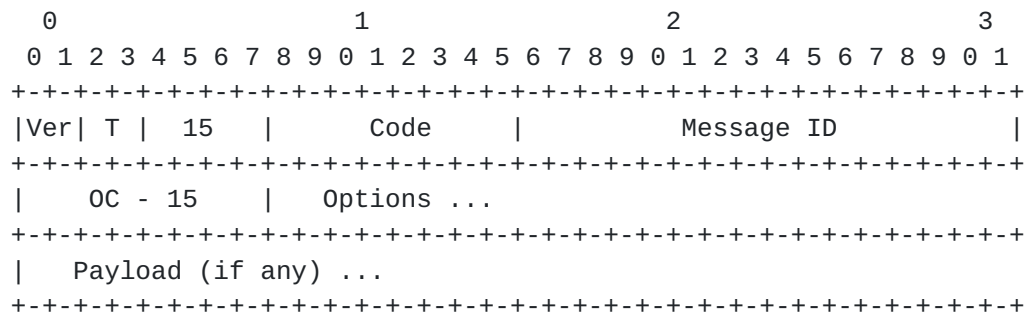 0                   1                   2                   3
 0 1 2 3 4 5 6 7 8 9 0 1 2 3 4 5 6 7 8 9 0 1 2 3 4 5 6 7 8 9 0 1
+-+-+-+-+-+-+-+-+-+-+-+-+-+-+-+-+-+-+-+-+-+-+-+-+-+-+-+-+-+-+-+-+
|Ver| T |  15   |      Code     |          Message ID           |
+-+-+-+-+-+-+-+-+-+-+-+-+-+-+-+-+-+-+-+-+-+-+-+-+-+-+-+-+-+-+-+-+
|    OC - 15    |   Options ...
+-+-+-+-+-+-+-+-+-+-+-+-+-+-+-+-+-+-+-+-+-+-+-+-+-+-+-+-+-+-+-+-+
|   Payload (if any) ...
+-+-+-+-+-+-+-+-+-+-+-+-+-+-+-+-+-+-+-+-+-+-+-+-+-+-+-+-+-+-+-+-+